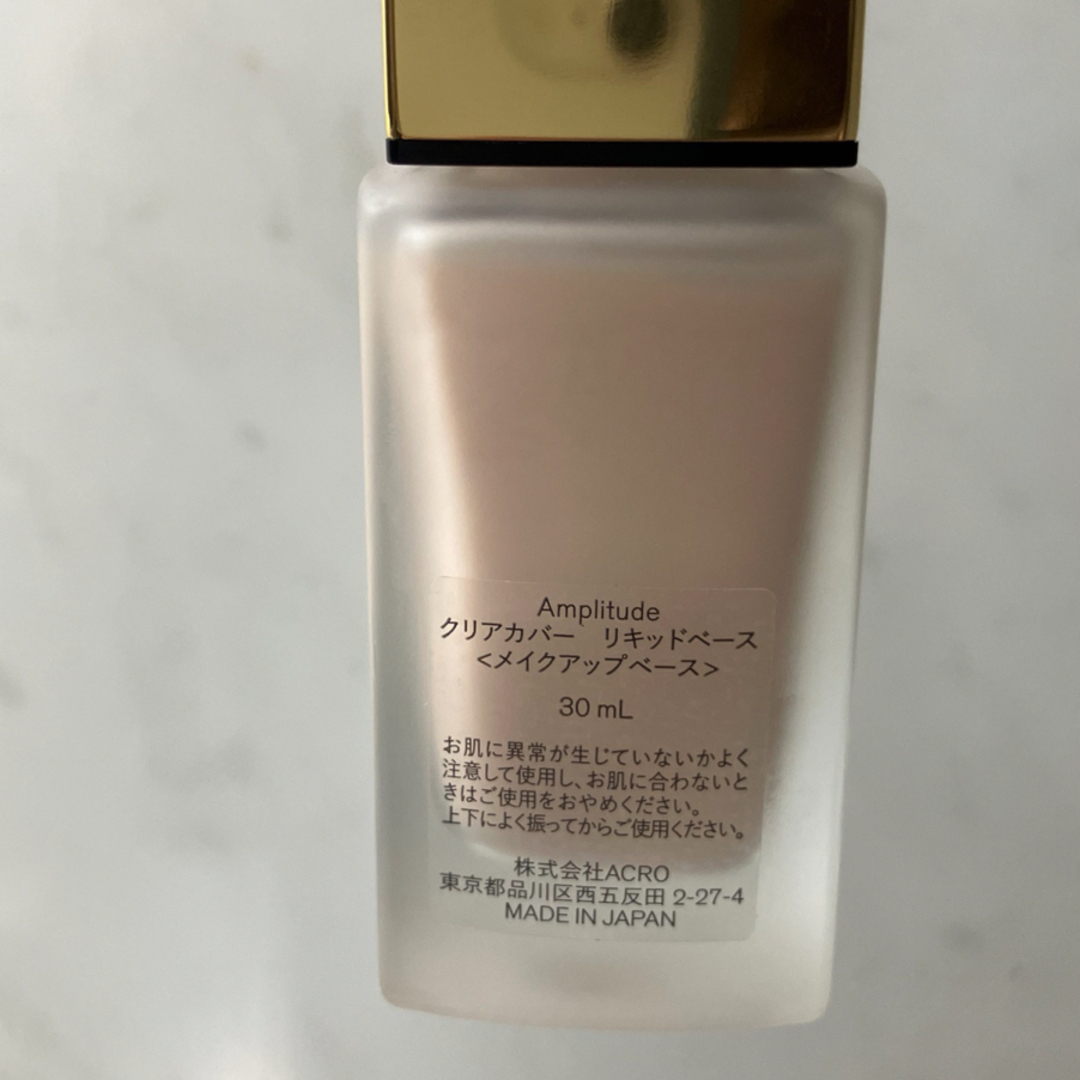 Amplitude
クリアカバー　リキッドベース
<メイクアップベース>
30 mL
お肌に異常が生じていないかよく
注意して使用し、お肌に合わないと
きはご使用をおやめください。
上下によく振ってからご使用ください。
株式会社ACRO
東京都品川区西五反田 2-27-4
MADE IN JAPAN